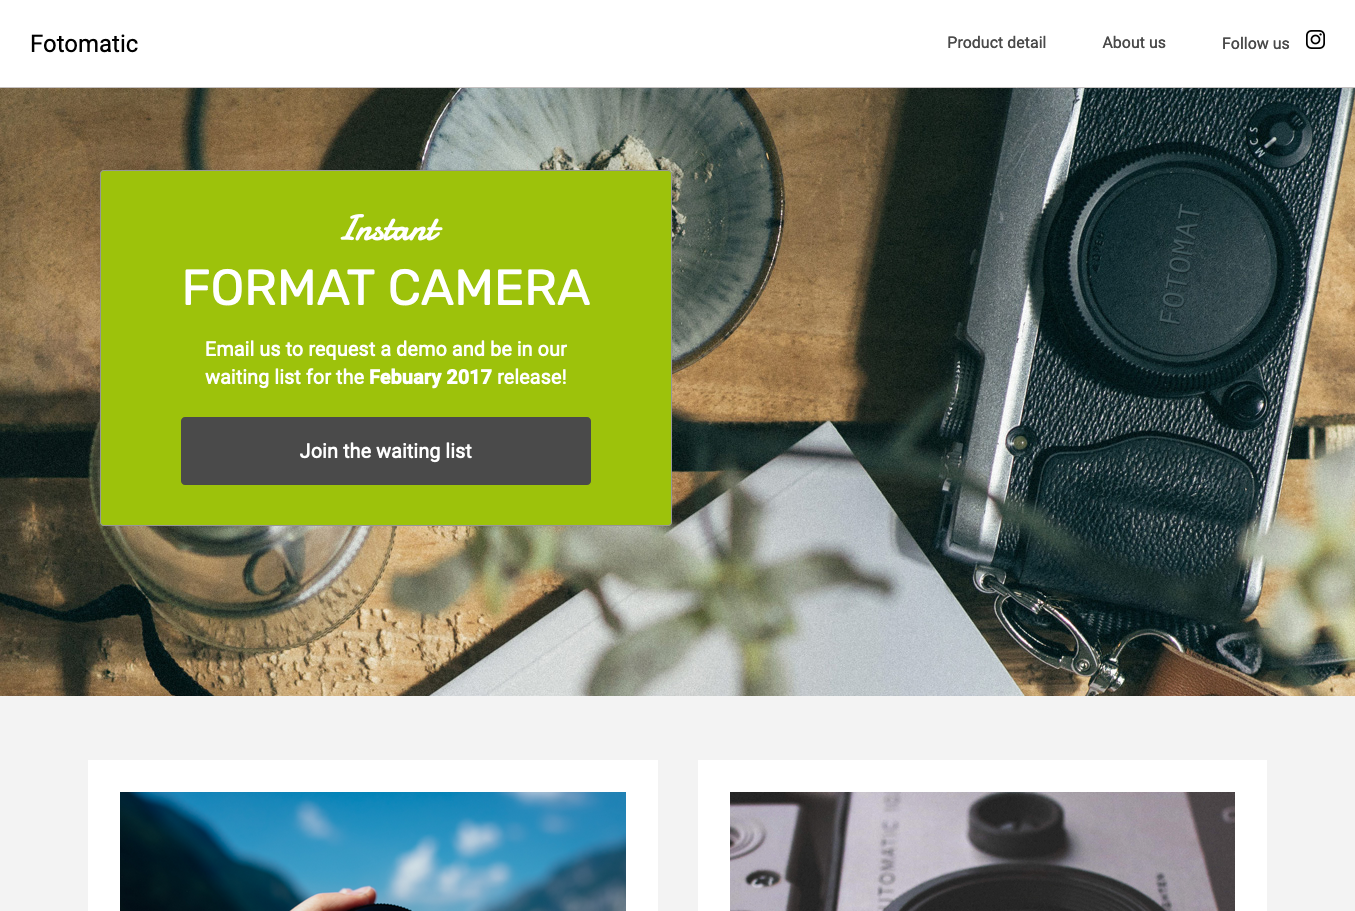 Fotomatic
Product detail
About us
Follow us
Instant
FORMAT CAMERA
Email us to request a demo and be in our
waiting list for the Febuary 2017 release!
Join the waiting list
MCS
FOTOMAT